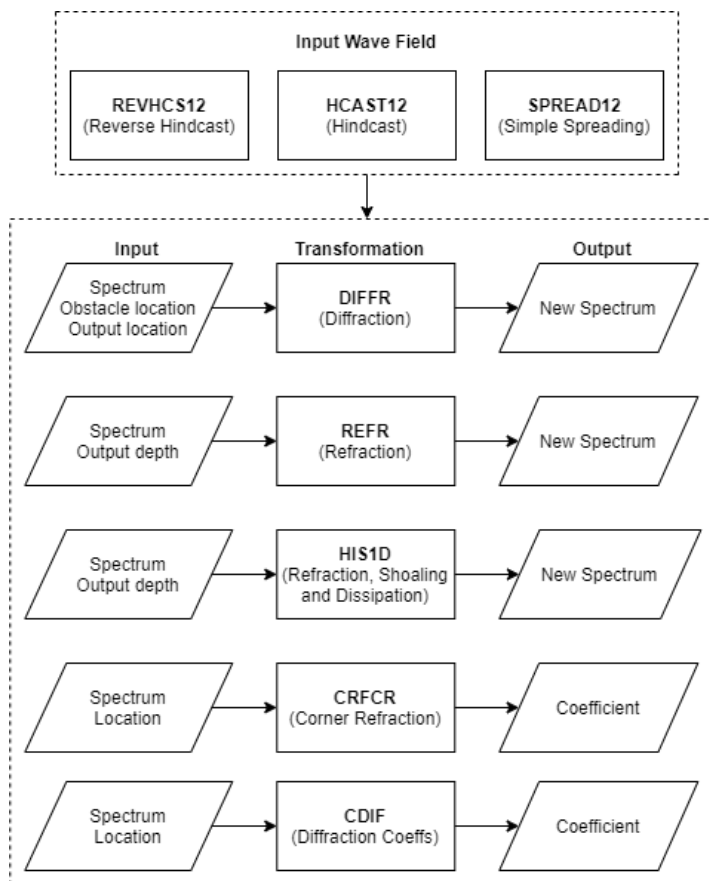 Input Wave Field
REVHCS12
(Reverse Hindcast)
HCAST12
(Hindcast)
SPREAD12
(Simple Spreading)
Input
Transformation
Output
Spectrum
Obstacle location
Output location
DIFFR
(Diffraction)
New Spectrum
Spectrum
Output depth
REFR
(Refraction)
New Spectrum
Spectrum
Output depth
HIS1D
(Refraction, Shoaling
and Dissipation)
New Spectrum
Spectrum
Location
CRFCR
(Corner Refraction)
Coefficient
Spectrum
Location
CDIF
(Diffraction Coeffs)
Coefficient